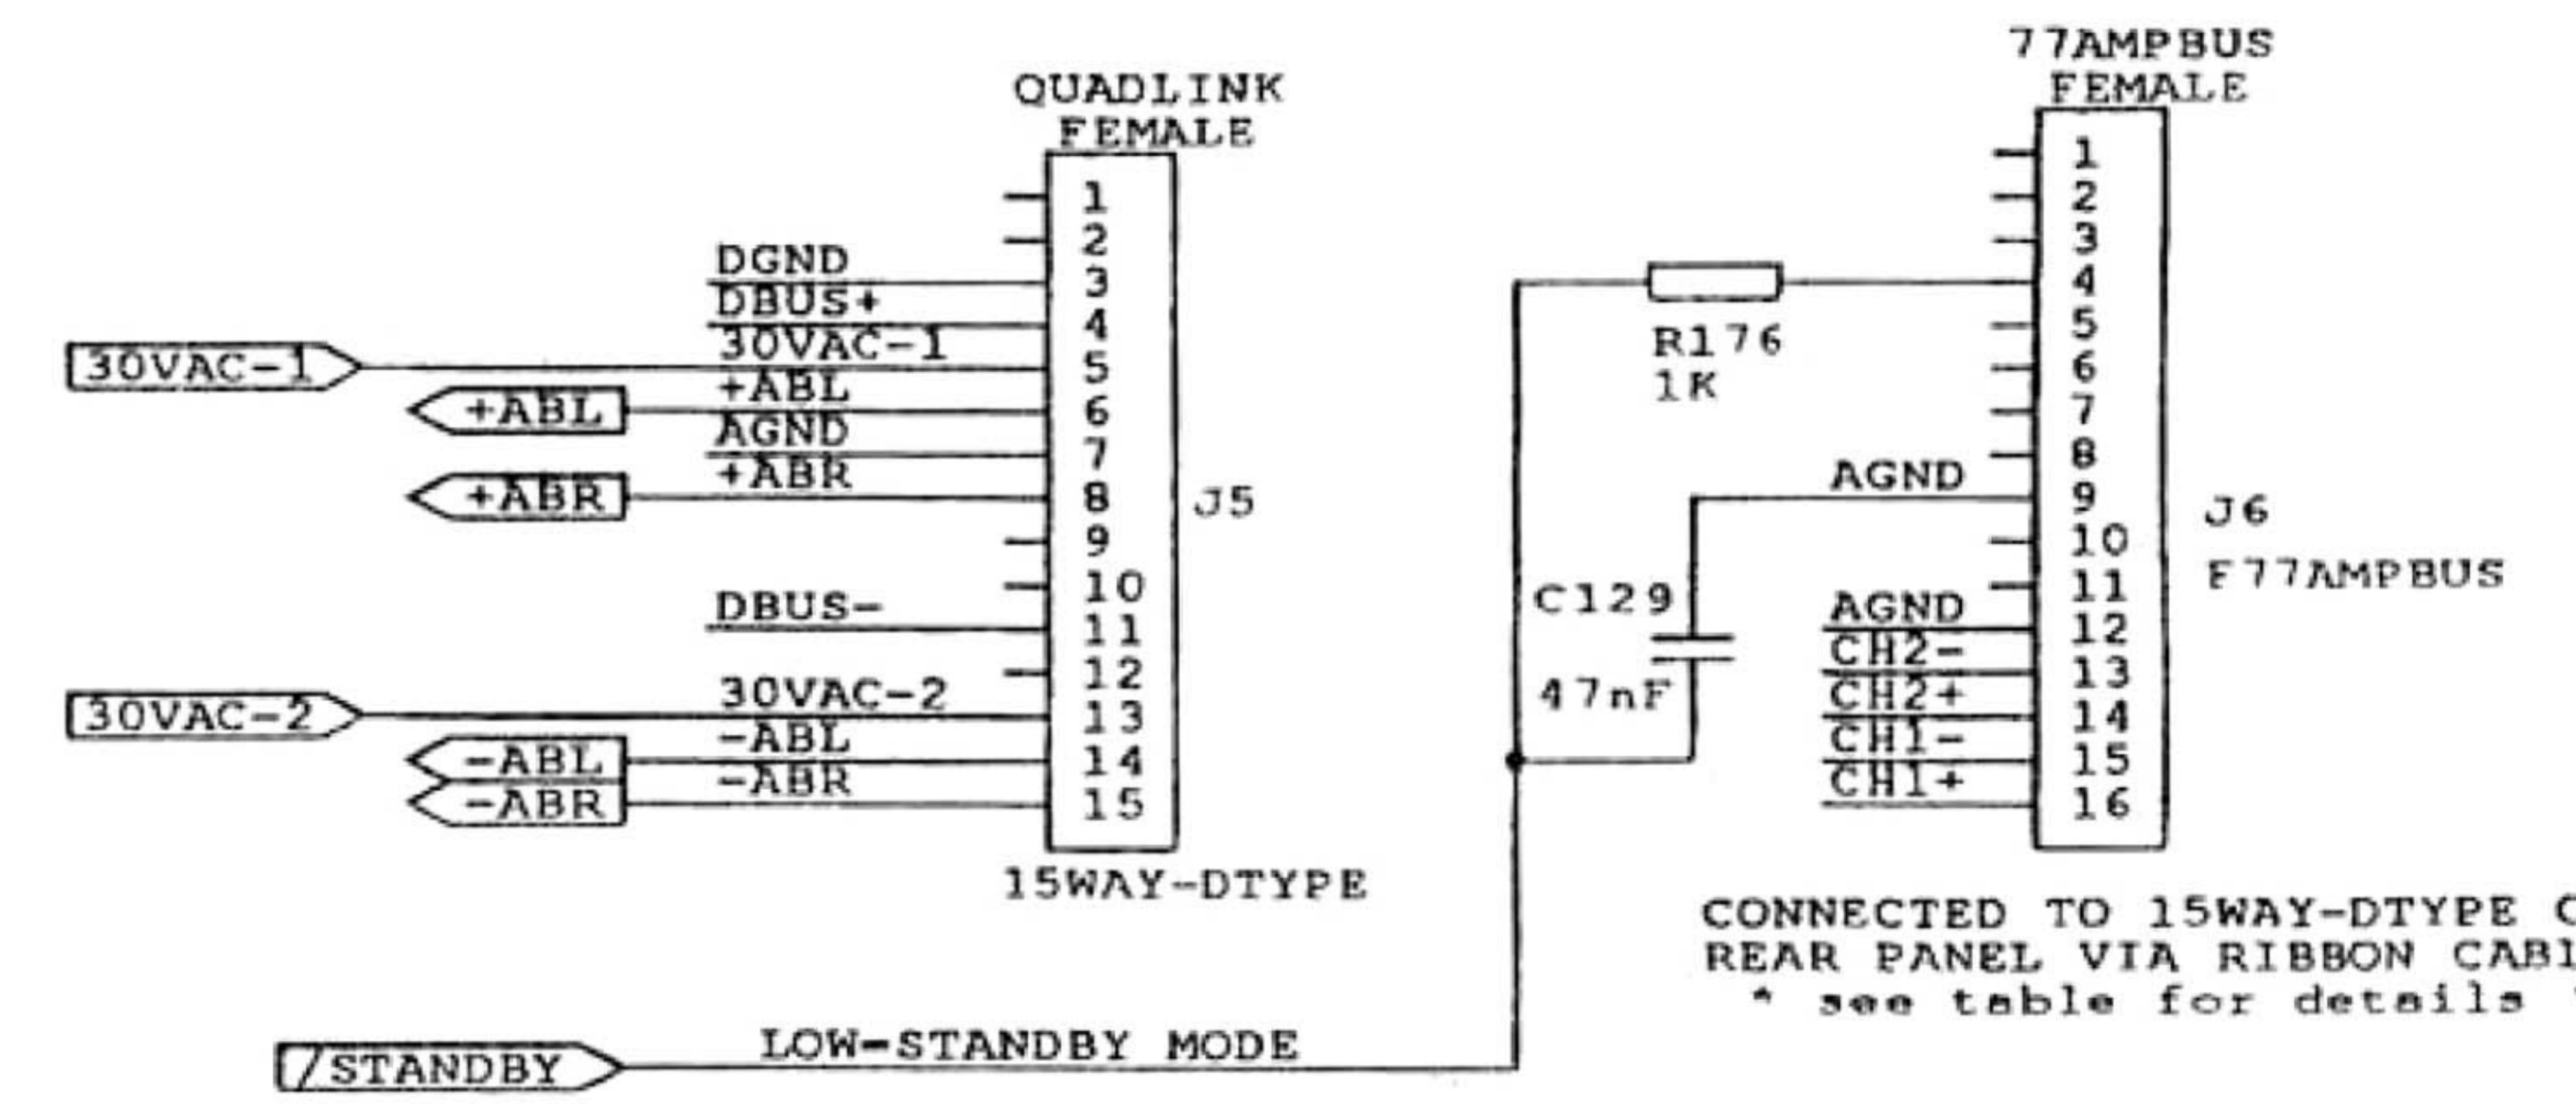 77AMPBUS
FEMALE
QUADLINK
FEMALE
1
2
DGND 3
DBUS+ 4
30VAC-1 30VAC-1 5
+ABL +ABL 6
AGND 7
+ABR +ABR 8
J5
9
10
DBUS- 11
12
30VAC-2 30VAC-2 13
-ABL -ABL 14
-ABR -ABR 15
15WAY-DTYPE
1
2
3
4
R176
1K
5
6
7
8
AGND 9
J6
10
F77AMPBUS
11
C129
47nF
AGND 12
CH2- 13
CH2+ 14
CH1- 15
CH1+ 16
CONNECTED TO 15WAY-DTYPE
REAR PANEL VIA RIBBON
* see table for details
/STANDBY LOW-STANDBY MODE